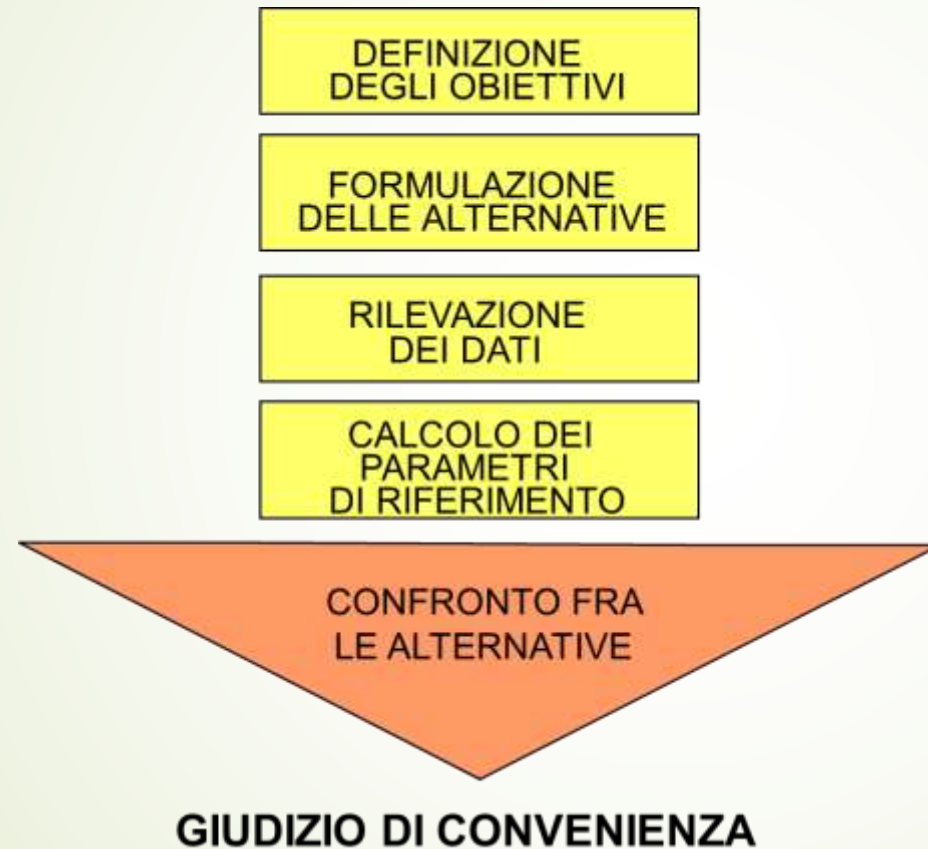 DEFINIZIONE
DEGLI OBIETTIVI
FORMULAZIONE
DELLE ALTERNATIVE
RILEVAZIONE
DEI DATI
CALCOLO DEI
PARAMETRI
DI RIFERIMENTO
CONFRONTO FRA
LE ALTERNATIVE
GIUDIZIO DI CONVENIENZA